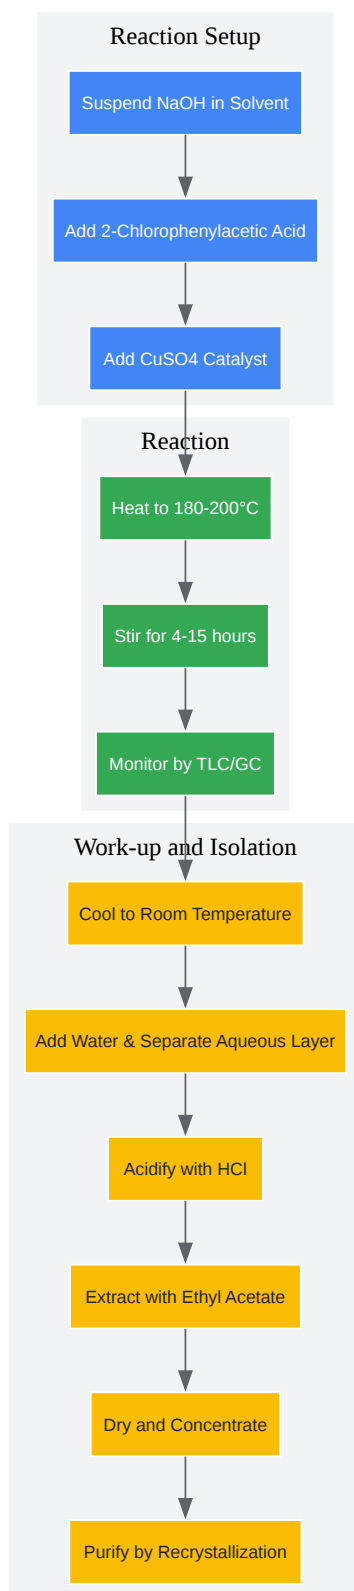 Reaction Setup
Suspend NaOH in Solvent
Add 2-Chlorophenylacetic Acid
Add CuSO4 Catalyst
Reaction
Heat to 180-200°C
Stir for 4-15 hours
Monitor by TLC/GC
Work-up and Isolation
Cool to Room Temperature
Add Water & Separate Aqueous Layer
Acidify with HCl
Extract with Ethyl Acetate
Dry and Concentrate
Purify by Recrystallization